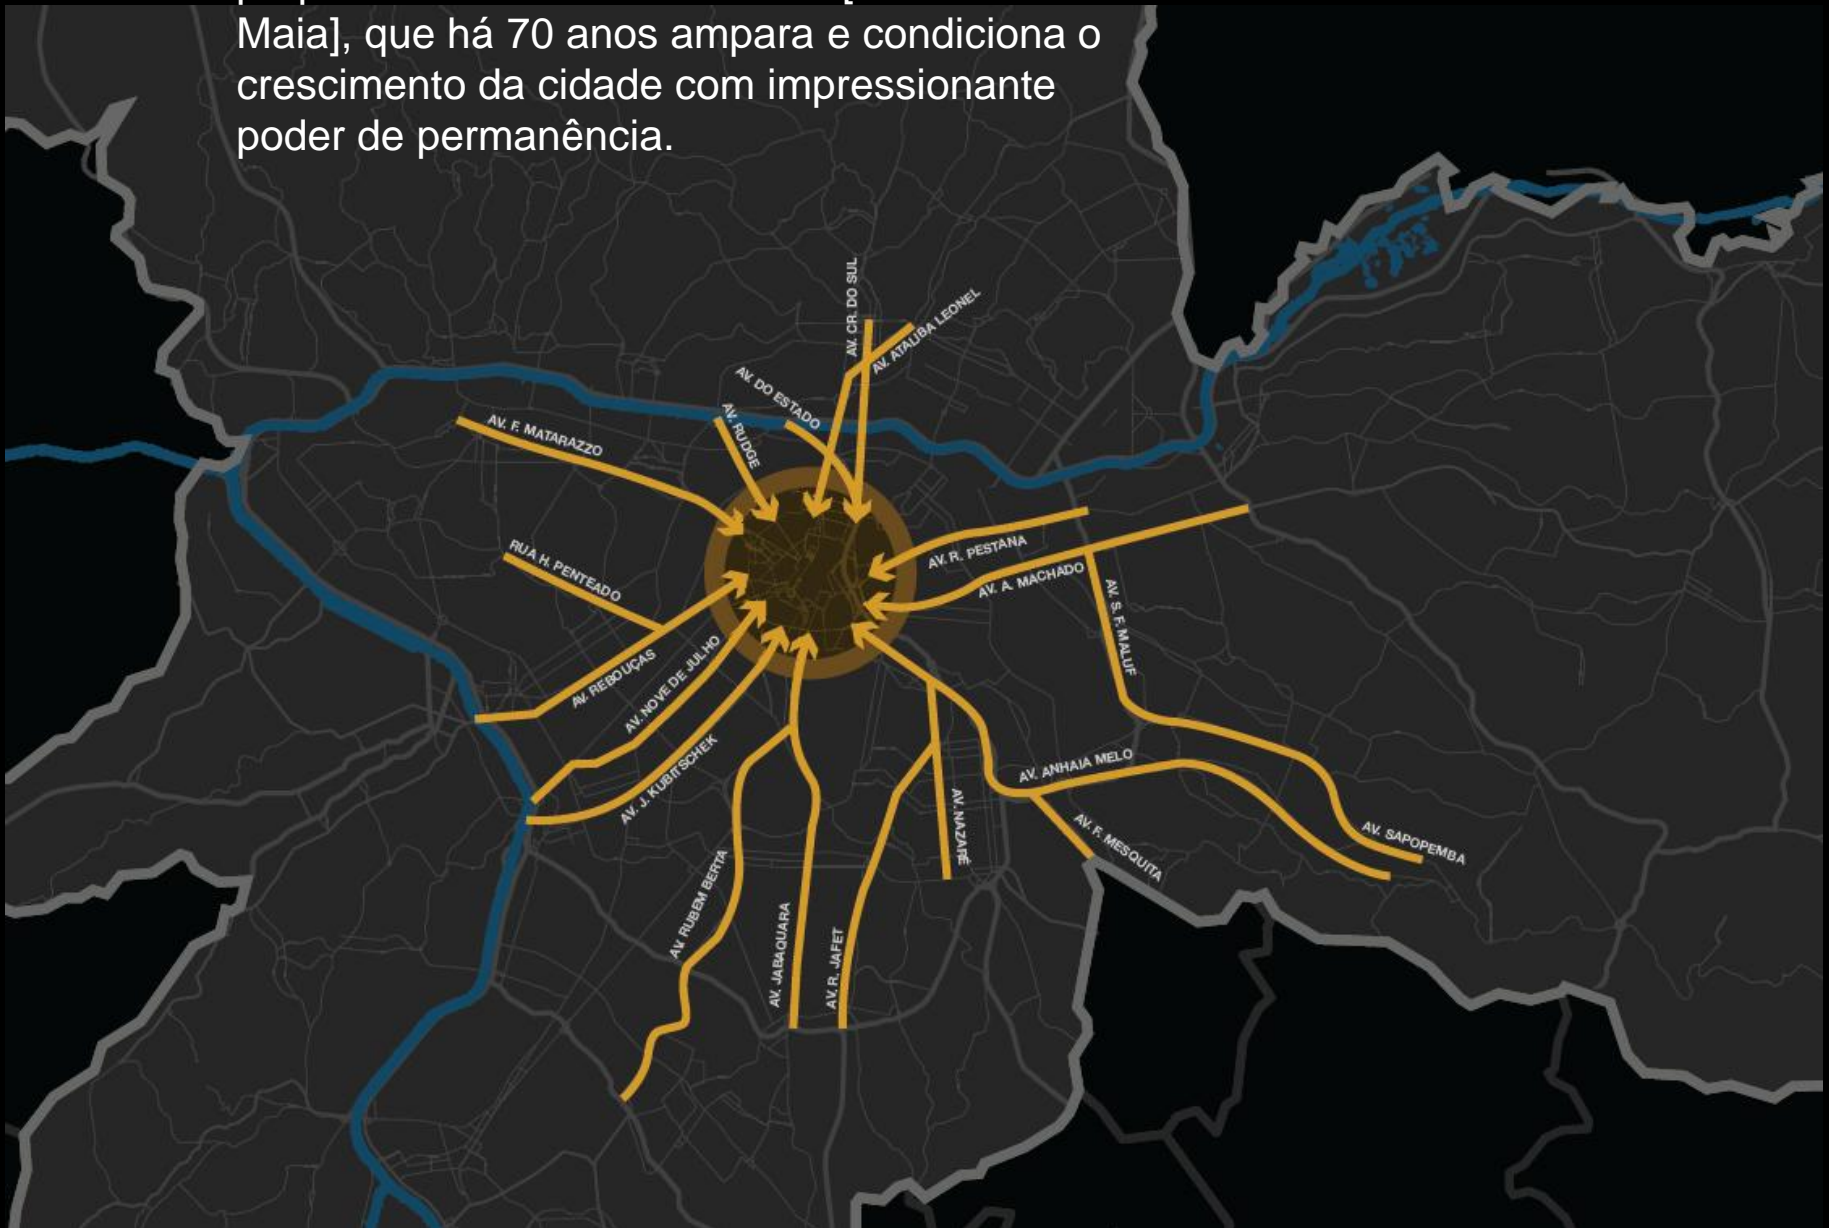 Maia], que há 70 anos ampara e condiciona o
crescimento da cidade com impressionante
poder de permanência.
AV. CR. DO SUL
AV. ATALIBA LEONEL
AV. DO ESTADO
AV. RUDGE
AV. F. MATARAZZO
RUA H. PENTEADO
AV. R. PESTANA
AV. A. MACHADO
AV. S. F. MALUF
AV. REBOUÇAS
AV. NOVE DE JULHO
AV. J. KUBITSCHEK
AV. ANHAIA MELO
AV. NAZARÉ
AV. F. MESQUITA
AV. SAPOPEMBA
AV. RUBEM BERTA
AV. JABAQUARA
AV. R. JAFET